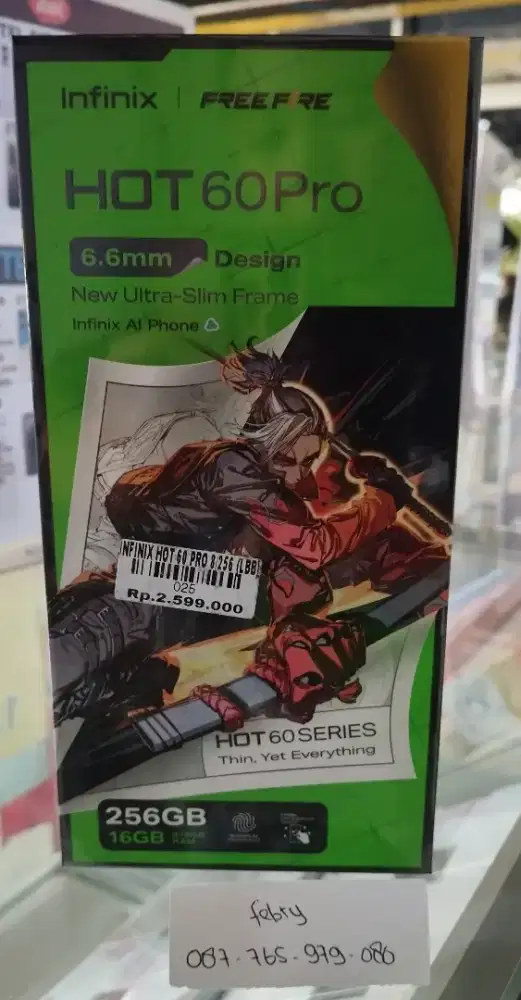 Infinix | FREE FIRE
HOT 60 Pro
6.6mm Design
New Ultra-Slim Frame
Infinix AI Phone
INFINIX HOT 60 PRO 8 256 (LBB)
025
Rp.2.599.000
HOT 60 SERIES
Thin, Yet Everything
256GB
16GB
RAM
febry
087-765-979-080